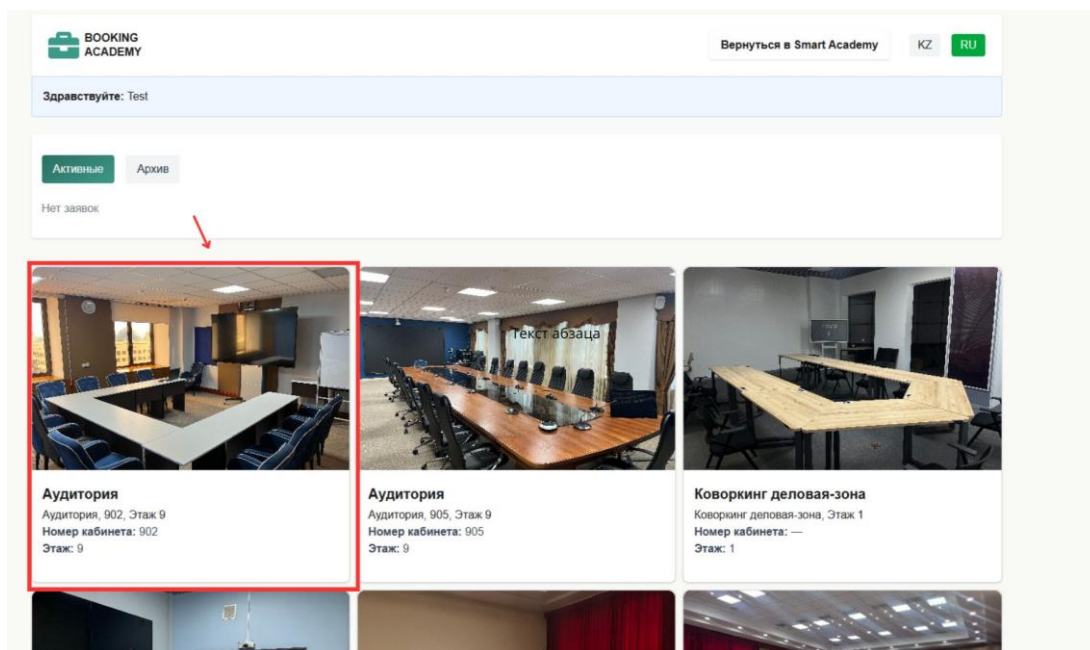 BOOKING
ACADEMY
Вернуться в Smart Academy
KZ
RU
Здравствуйте: Test
Активные
Архив
Нет заявок
Текст абзаца
Аудитория
Аудитория, 902, Этаж 9
Номер кабинета: 902
Этаж: 9
Аудитория
Аудитория, 905, Этаж 9
Номер кабинета: 905
Этаж: 9
Коворкинг деловая-зона
Коворкинг деловая-зона, Этаж 1
Номер кабинета: —
Этаж: 1